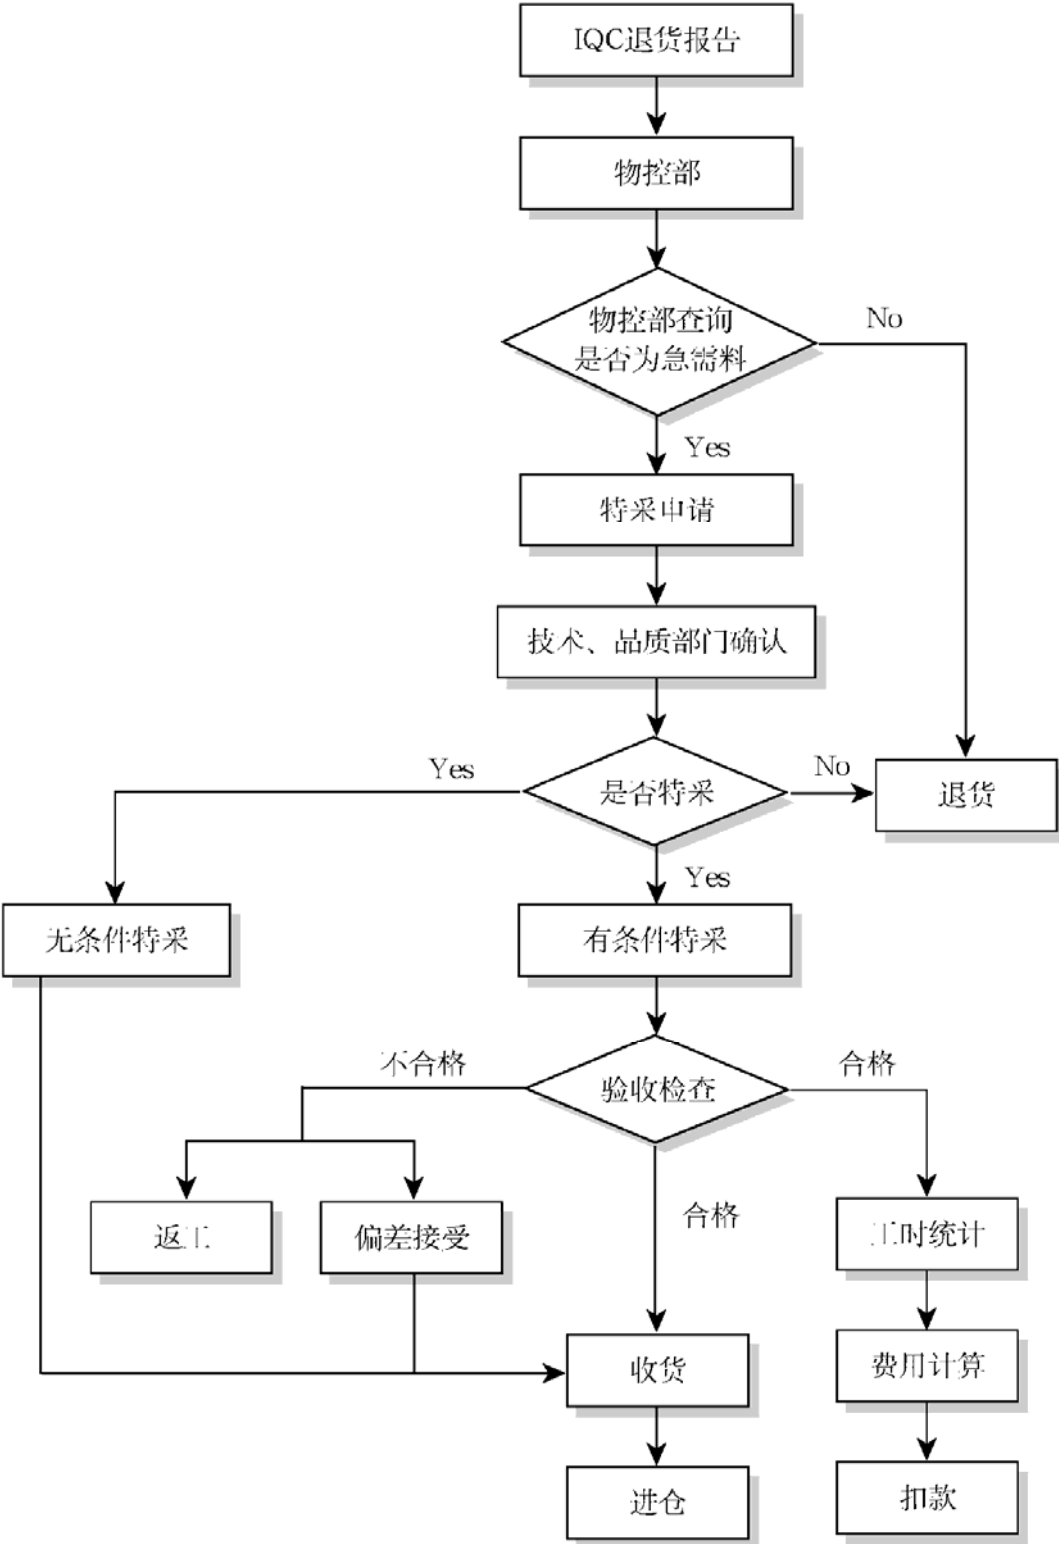 IQC退货报告
物控部
物控部查询
是否为急需料
No
Yes
特采申请
技术、品质部门确认
Yes
是否特采
No
退货
Yes
无条件特采
有条件特采
不合格
验收检查
合格
返工
偏差接受
合格
工时统计
收货
费用计算
进仓
扣款